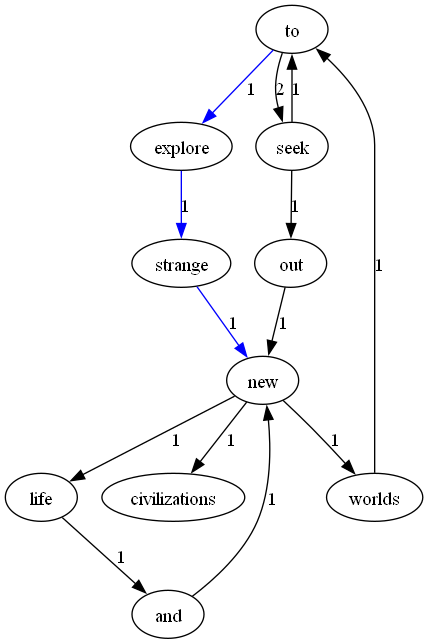 to
1
2
1
explore
seek
1
1
strange
out
1
1
1
new
1
1
1
life
civilizations
worlds
1
1
and